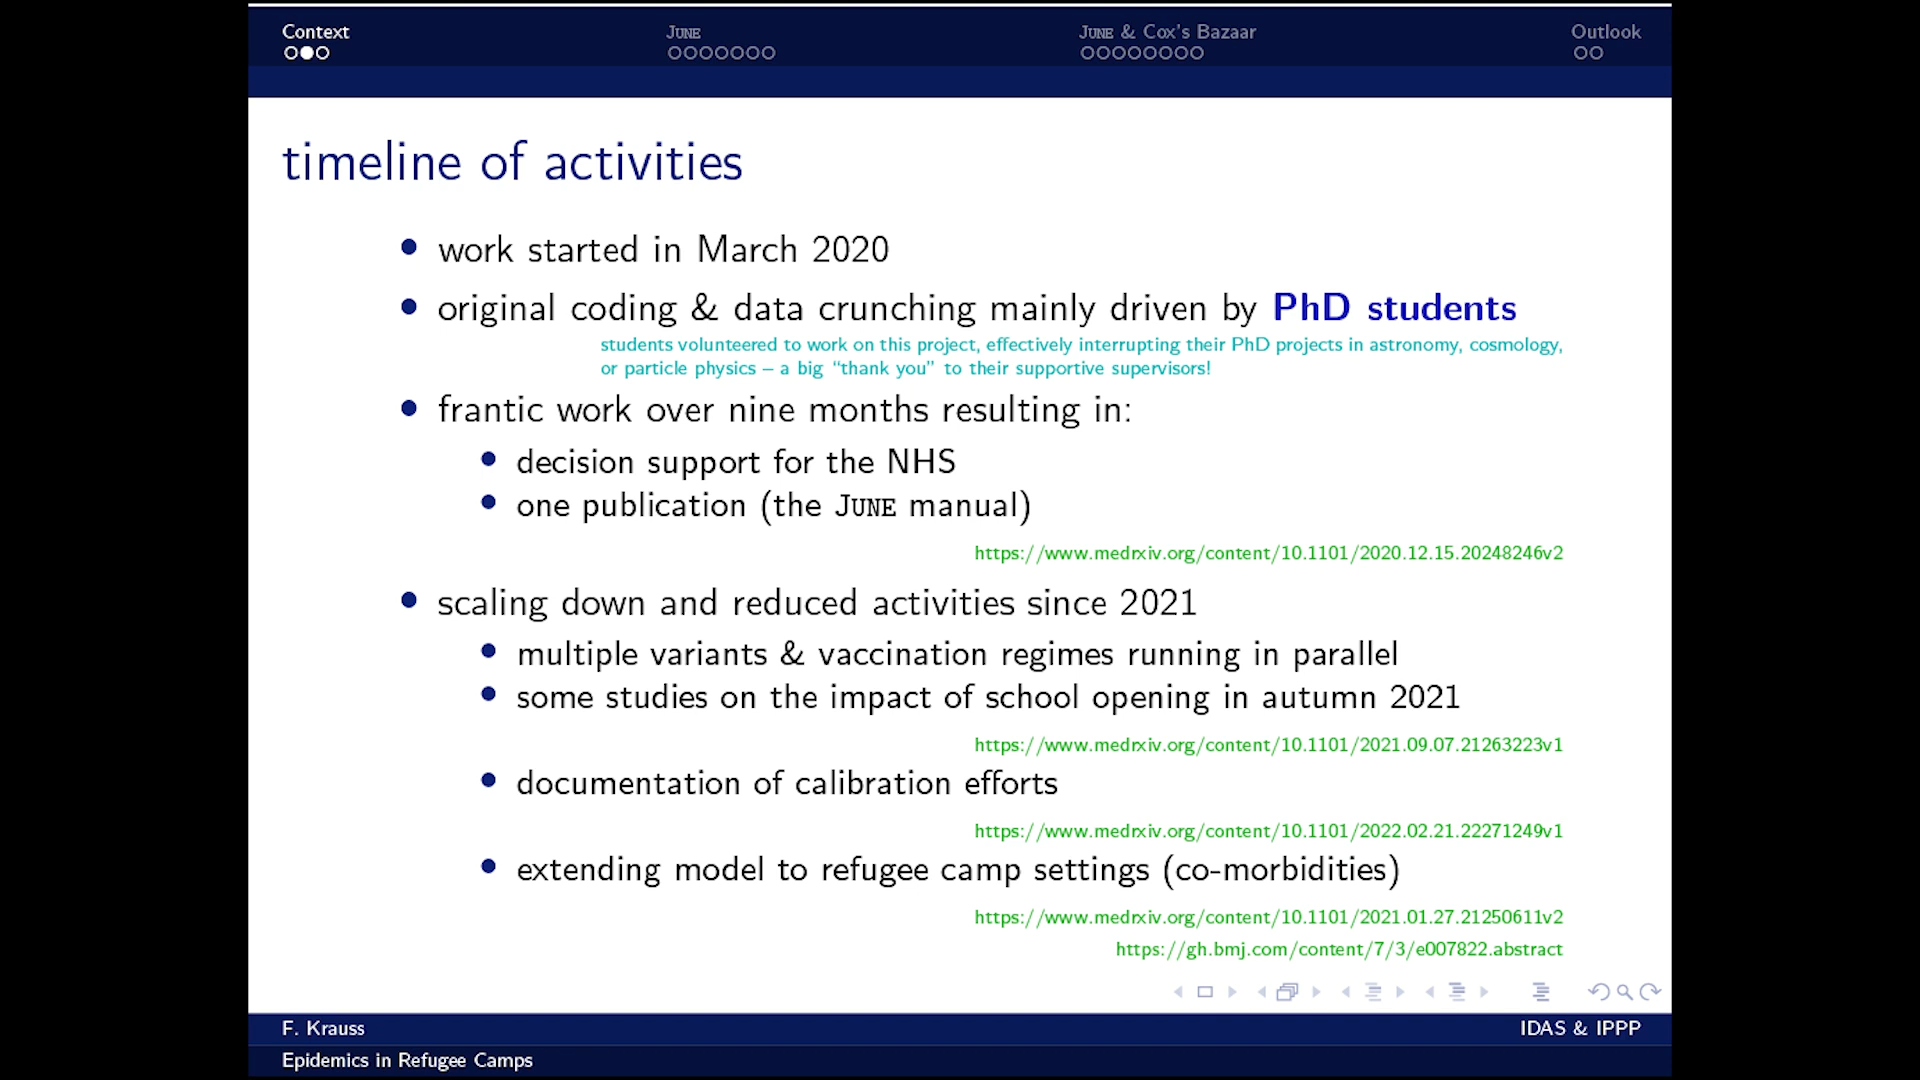 Context JUNE JUNE & Cox's Bazaar Outlook
timeline of activities
• work started in March 2020
• original coding & data crunching mainly driven by PhD students
students volunteered to work on this project, effectively interrupting their PhD projects in astronomy, cosmology,
or particle physics – a big “thank you” to their supportive supervisors!
• frantic work over nine months resulting in:
• decision support for the NHS
• one publication (the JUNE manual)
https://www.medrxiv.org/content/10.1101/2020.12.15.20248246v2
• scaling down and reduced activities since 2021
• multiple variants & vaccination regimes running in parallel
• some studies on the impact of school opening in autumn 2021
https://www.medrxiv.org/content/10.1101/2021.09.07.21263223v1
• documentation of calibration efforts
https://www.medrxiv.org/content/10.1101/2022.02.21.22271249v1
• extending model to refugee camp settings (co-morbidities)
https://www.medrxiv.org/content/10.1101/2021.01.27.21250611v2
https://gh.bmj.com/content/7/3/e007822.abstract
F. Krauss IDAS & IPPP
Epidemics in Refugee Camps